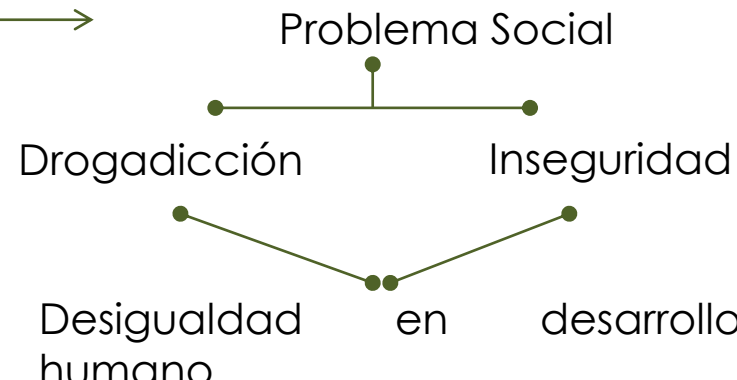 Problema Social
Drogadicción Inseguridad
Desigualdad en desarrollo
humano